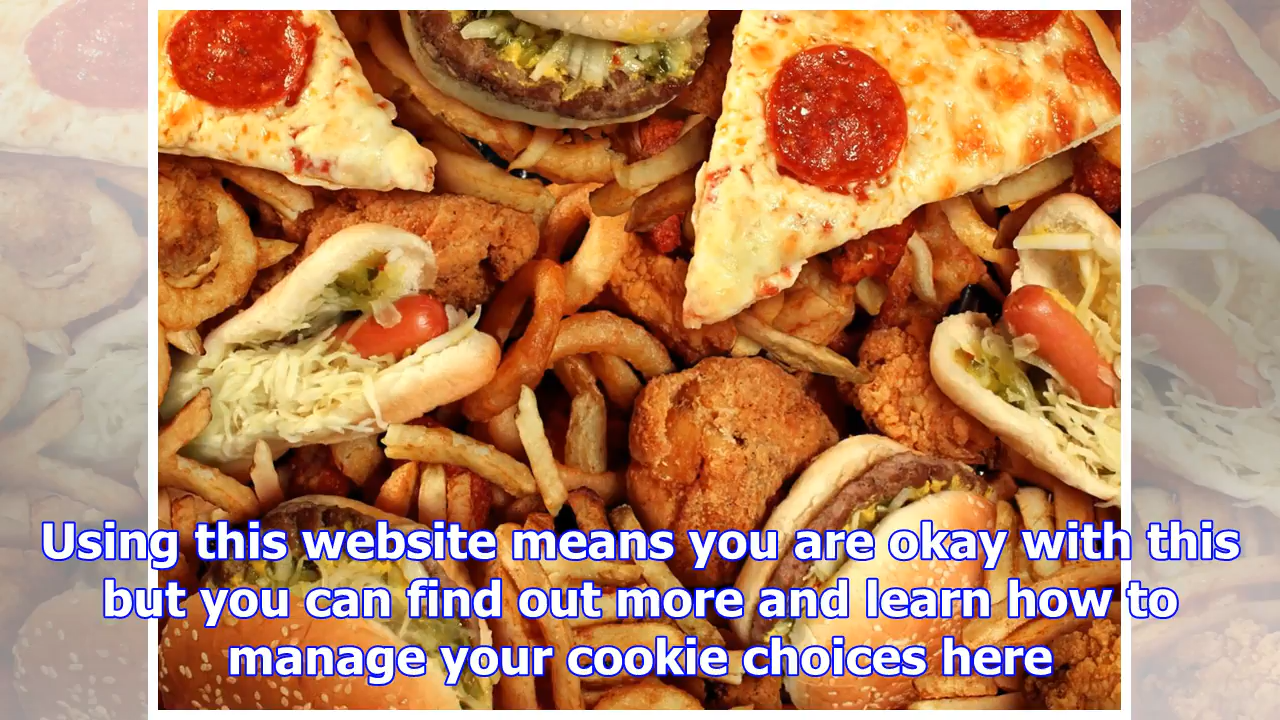 Using this website means you are okay with this
but you can find out more and learn how to
manage your cookie choices here